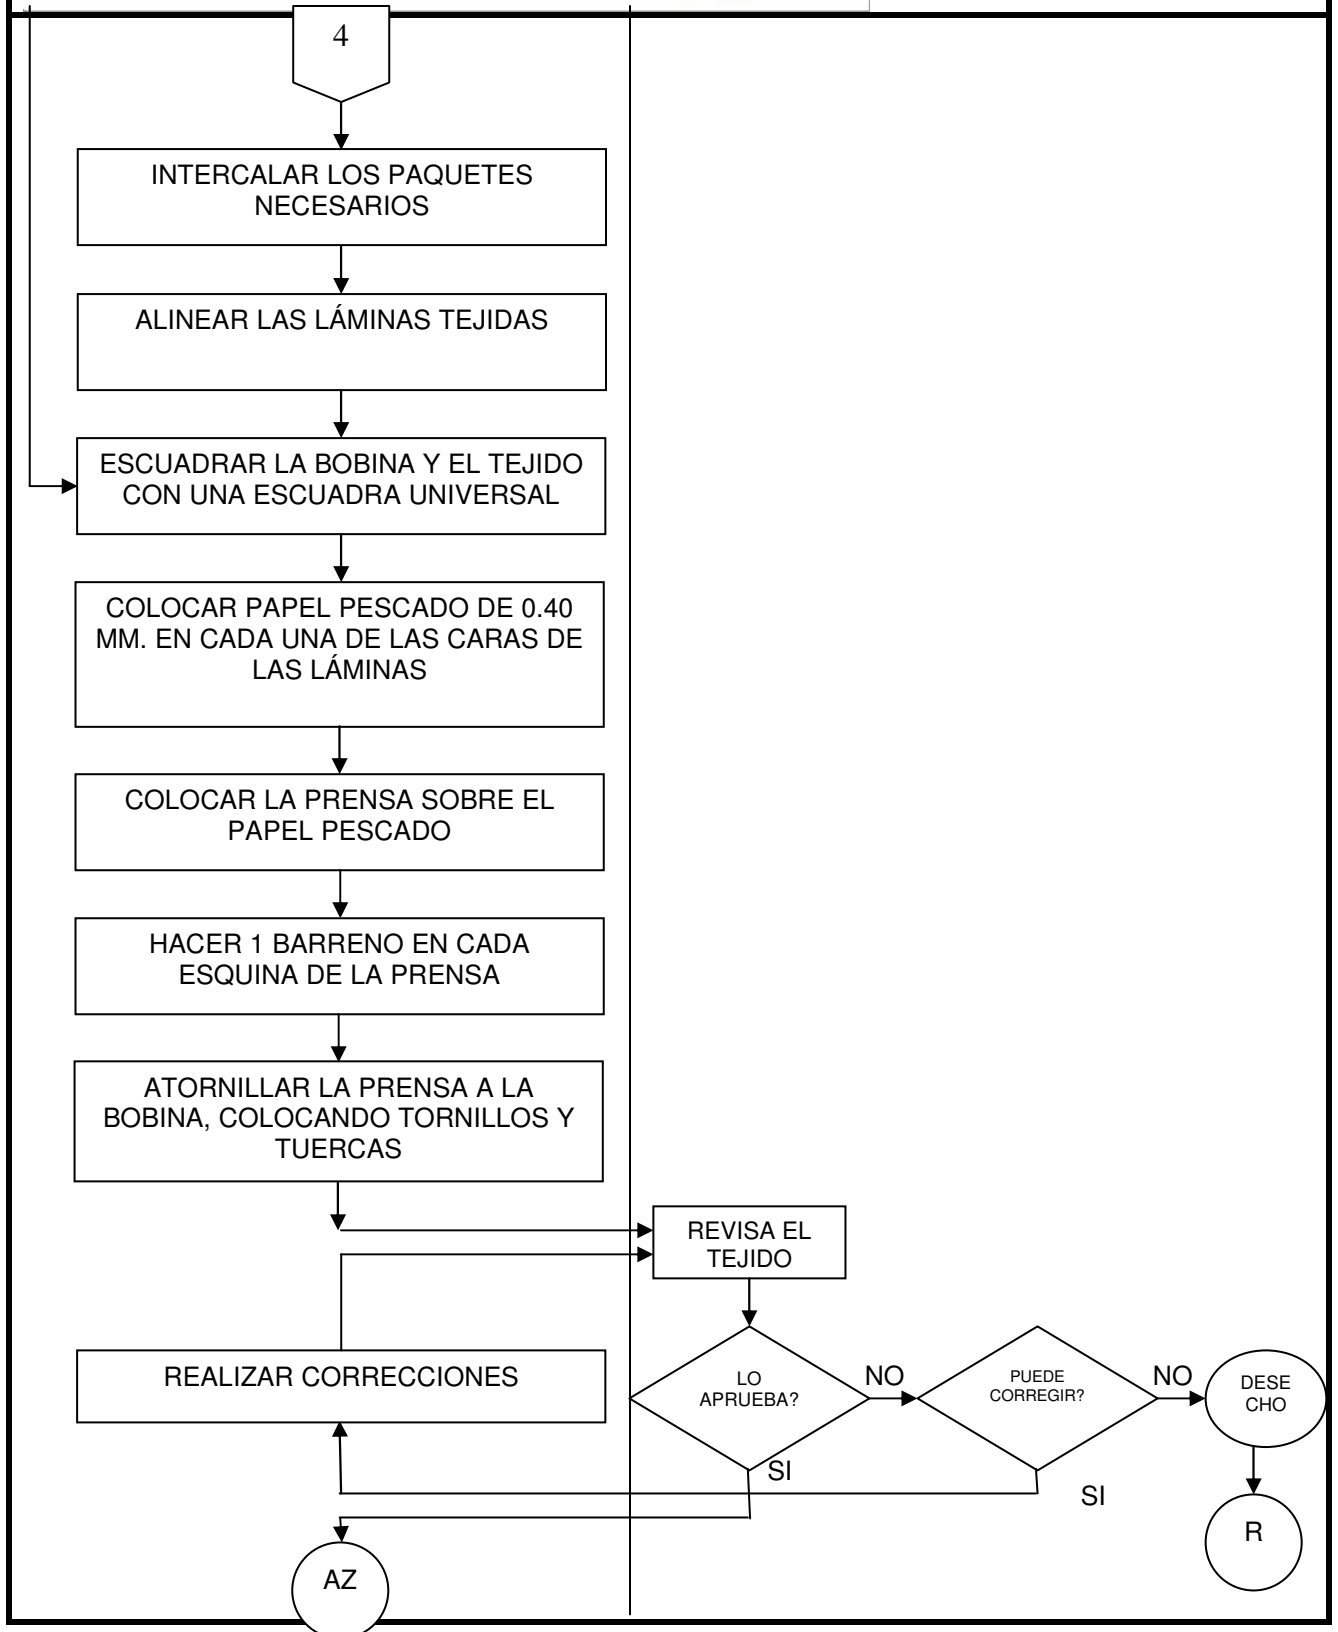 4
INTERCALAR LOS PAQUETES
NECESARIOS
ALINEAR LAS LÁMINAS TEJIDAS
ESCUADRAR LA BOBINA Y EL TEJIDO
CON UNA ESCUADRA UNIVERSAL
COLOCAR PAPEL PESCADO DE 0.40
MM. EN CADA UNA DE LAS CARAS DE
LAS LÁMINAS
COLOCAR LA PRENSA SOBRE EL
PAPEL PESCADO
HACER 1 BARRENO EN CADA
ESQUINA DE LA PRENSA
ATORNILLAR LA PRENSA A LA
BOBINA, COLOCANDO TORNILLOS Y
TUERCAS
REVISA EL
TEJIDO
REALIZAR CORRECCIONES
LO
APRUEBA?
NO
PUEDE
CORREGIR?
NO
DESE
CHO
SI
SI
R
AZ